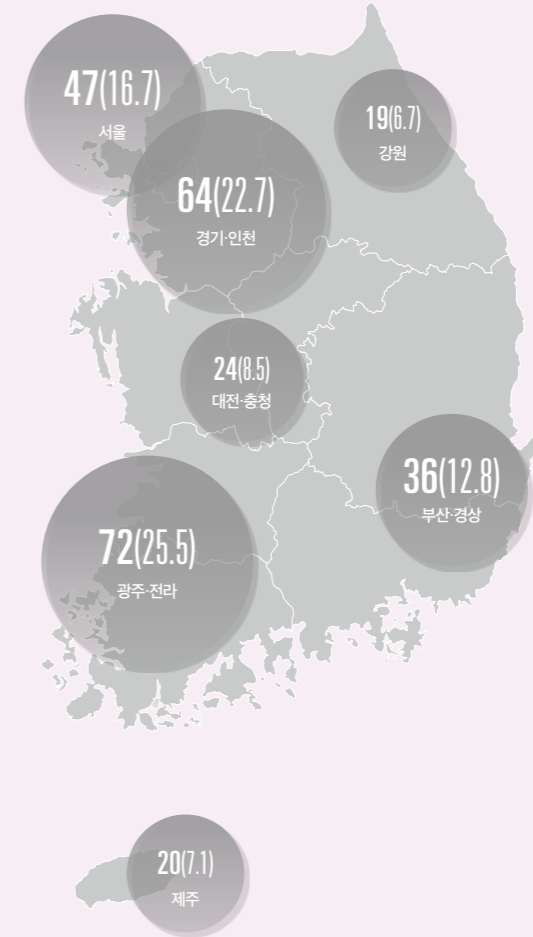 47(16.7)
서울
19(6.7)
강원
64(22.7)
경기·인천
24(8.5)
대전·충청
36(12.8)
부산·경상
72(25.5)
광주·전라
20(7.1)
제주